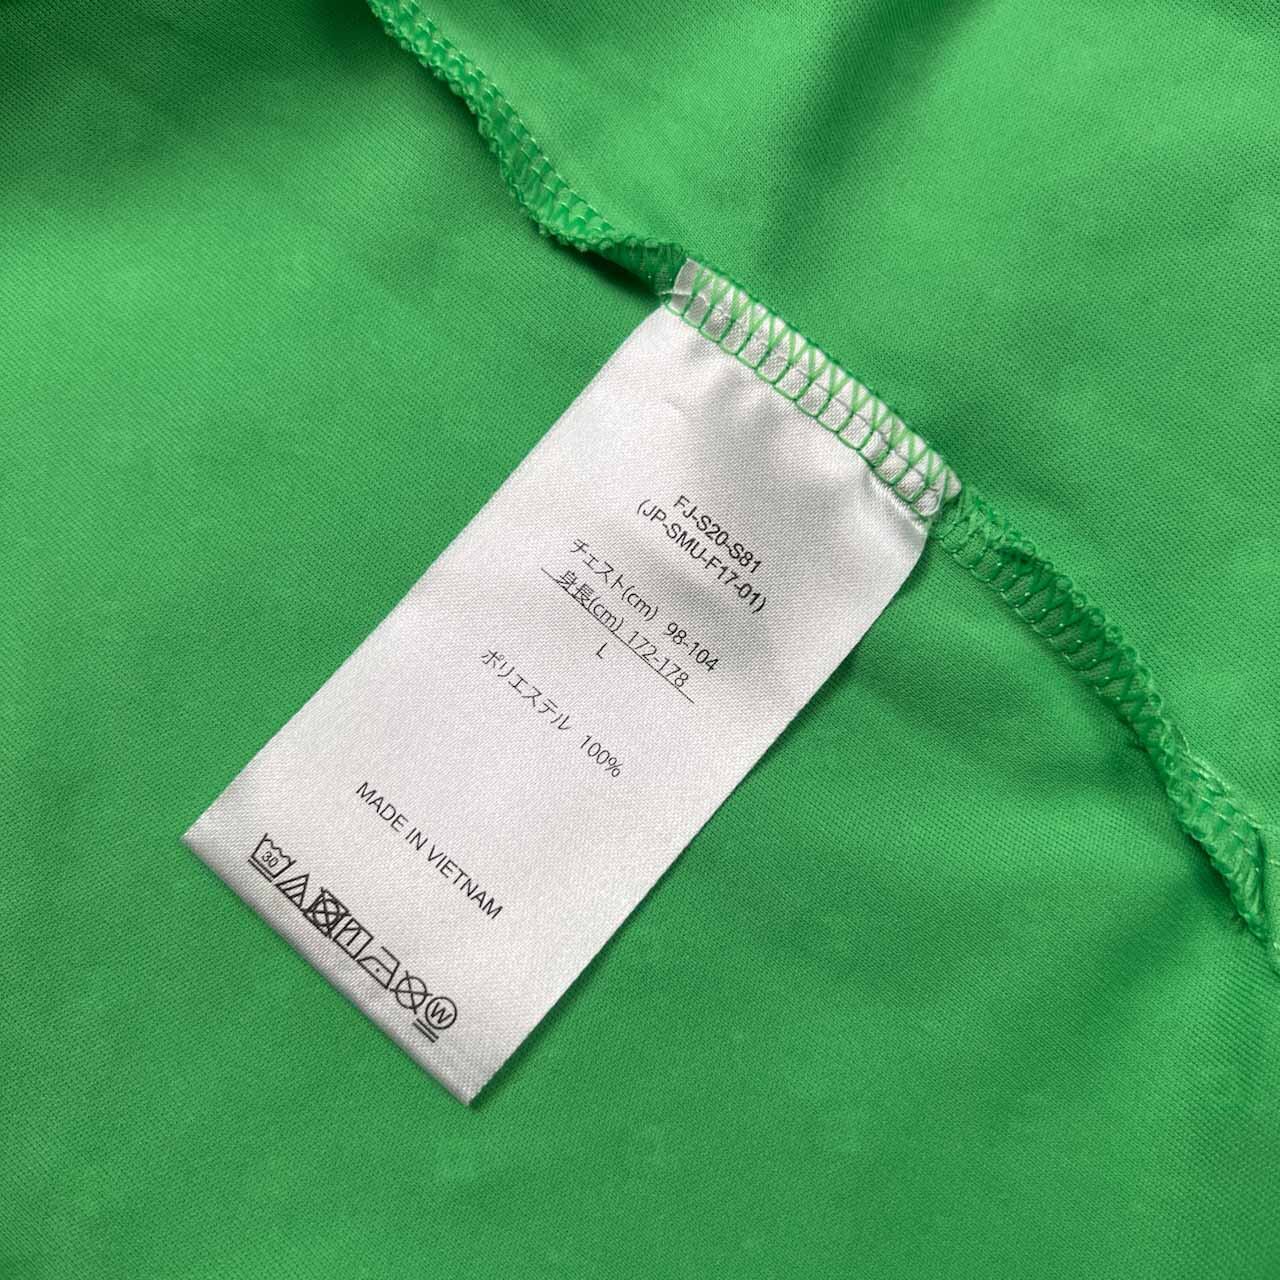 FJ-S20-S81
(JP-SMU-F17-01)
チェスト(cm) 98-104
身長(cm) 172-178
L
ポリエステル 100%
MADE IN VIETNAM
30
W